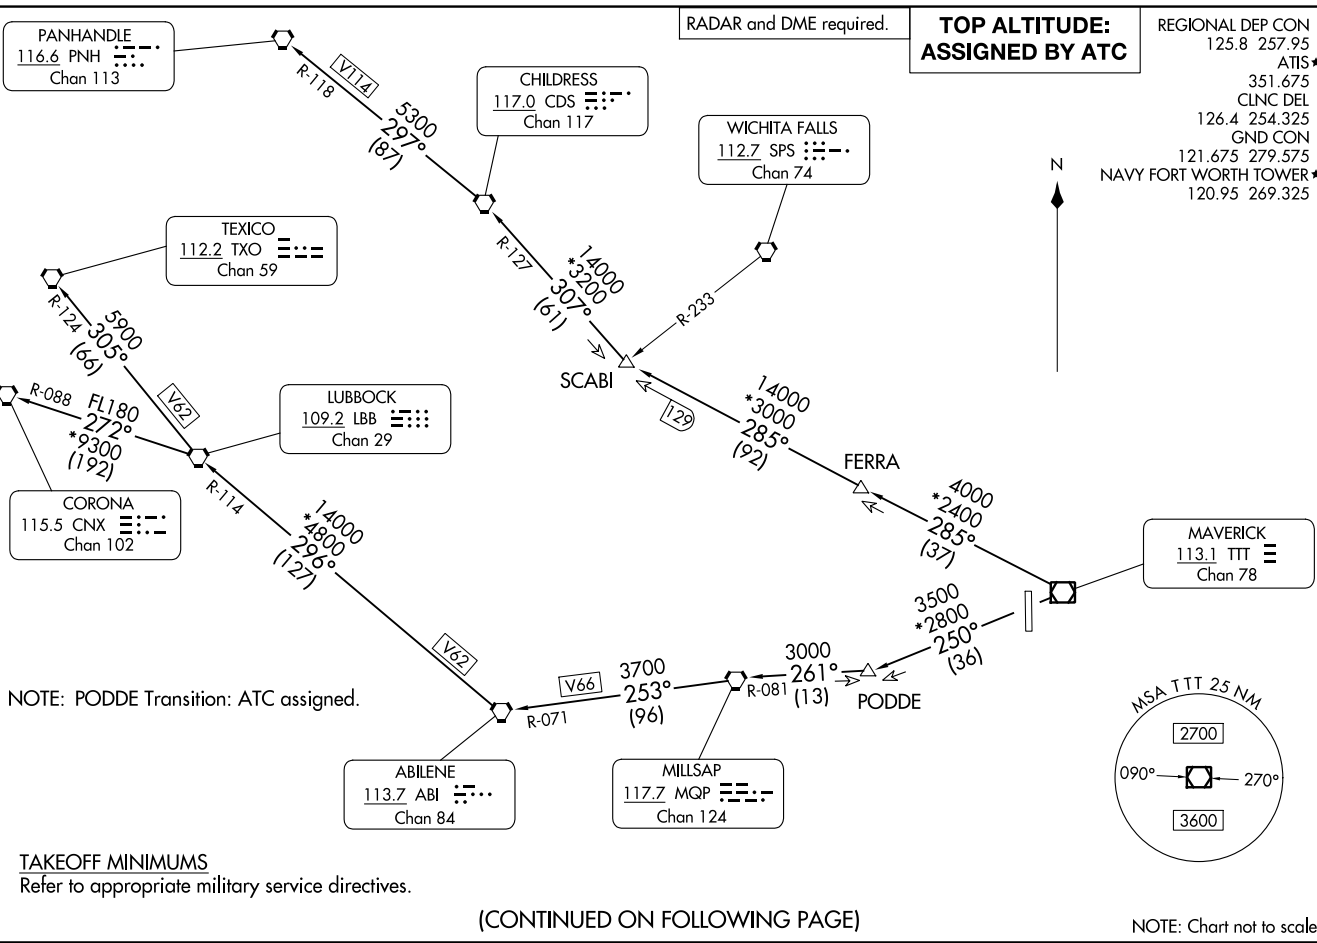 PANHANDLE
116.6 PNH
Chan 113
RADAR and DME required.
TOP ALTITUDE:
ASSIGNED BY ATC
REGIONAL DEP CON
125.8 257.95
ATIS★
351.675
CLNC DEL
126.4 254.325
GND CON
121.675 279.575
NAVY FORT WORTH TOWER★
120.95 269.325
R-118
V114
5300
297°
(87)
CHILDRESS
117.0 CDS
Chan 117
WICHITA FALLS
112.7 SPS
Chan 74
N
TEXICO
112.2 TXO
Chan 59
R-127
14000
*3200
307°
(61)
R-233
R-124
5900
305°
(66)
V62
SCABI
129
14000
*3000
285°
(92)
R-088
FL180
272°
*9300
(192)
LUBBOCK
109.2 LBB
Chan 29
FERRA
4000
*2400
285°
(37)
R-114
CORONA
115.5 CNX
Chan 102
14000
*4800
296°
(127)
MAVERICK
113.1 TTT
Chan 78
3500
*2800
250°
(36)
V62
NOTE: PODDE Transition: ATC assigned.
R-071
V66
3700
253°
(96)
R-081
3000
261°
(13)
PODDE
ABILENE
113.7 ABI
Chan 84
MILLSAP
117.7 MQP
Chan 124
MSA TTT 25 NM
2700
090°
270°
3600
TAKEOFF MINIMUMS
Refer to appropriate military service directives.
(CONTINUED ON FOLLOWING PAGE)
NOTE: Chart not to scale